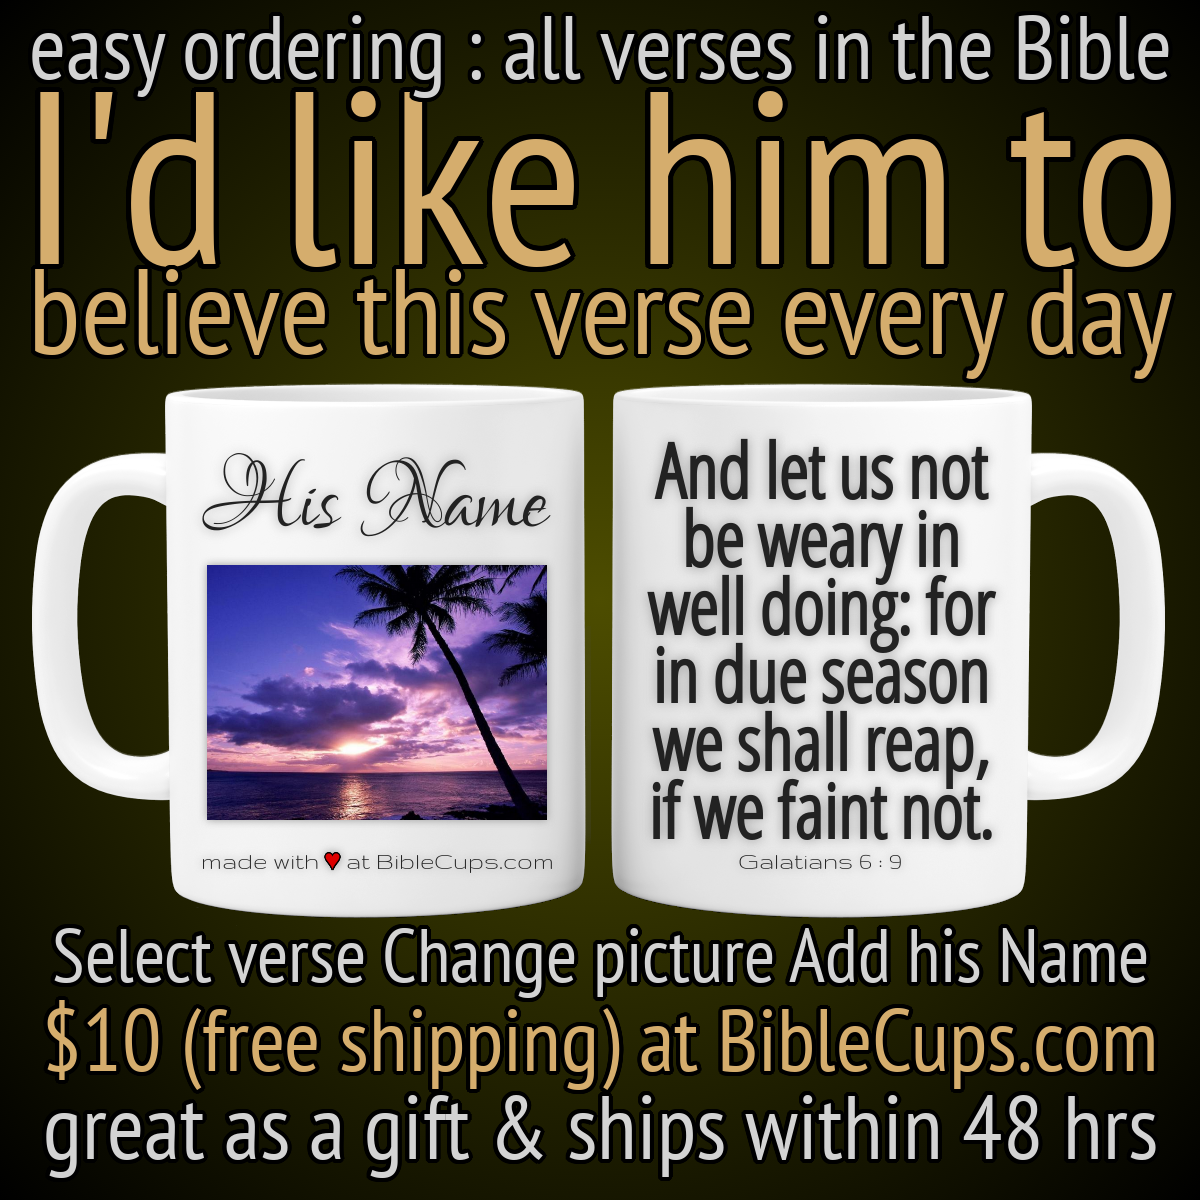 easy ordering : all verses in the Bible
I'd like him to
believe this verse every day
His Name
made with ♥ at BibleCups.com
And let us not
be weary in
well doing: for
in due season
we shall reap,
if we faint not.
Galatians 6 : 9
Select verse Change picture Add his Name
$10 (free shipping) at BibleCups.com
great as a gift & ships within 48 hrs